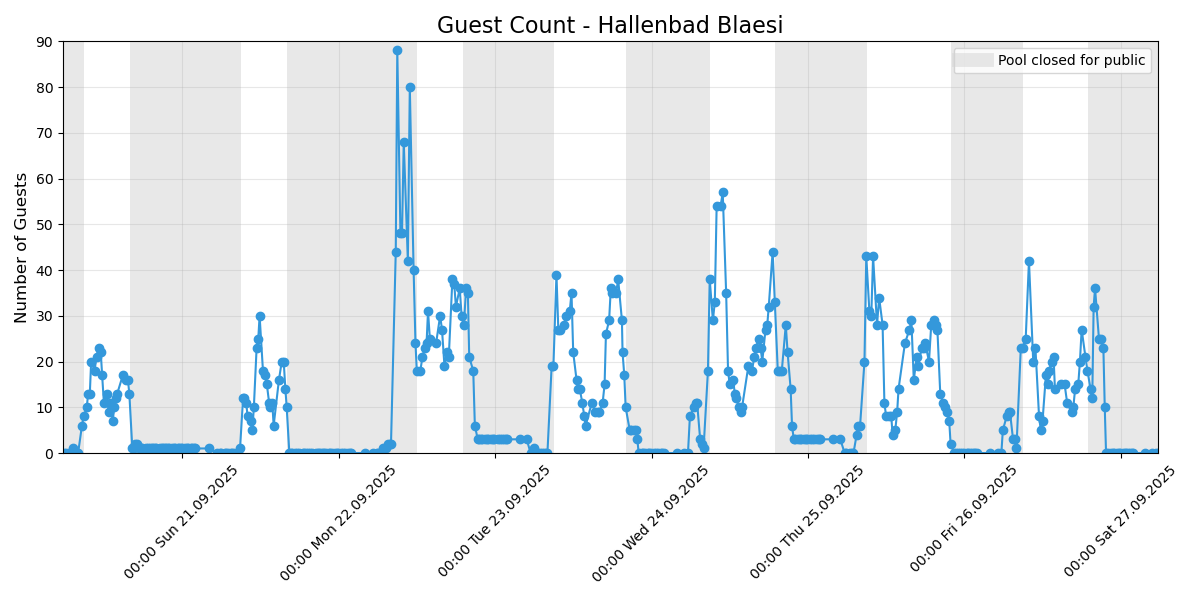 Guest Count - Hallenbad Blaesi
Pool closed for public
Number of Guests
90
80
70
60
50
40
30
20
10
0
00:00 Sun 21.09.2025
00:00 Mon 22.09.2025
00:00 Tue 23.09.2025
00:00 Wed 24.09.2025
00:00 Thu 25.09.2025
00:00 Fri 26.09.2025
00:00 Sat 27.09.2025